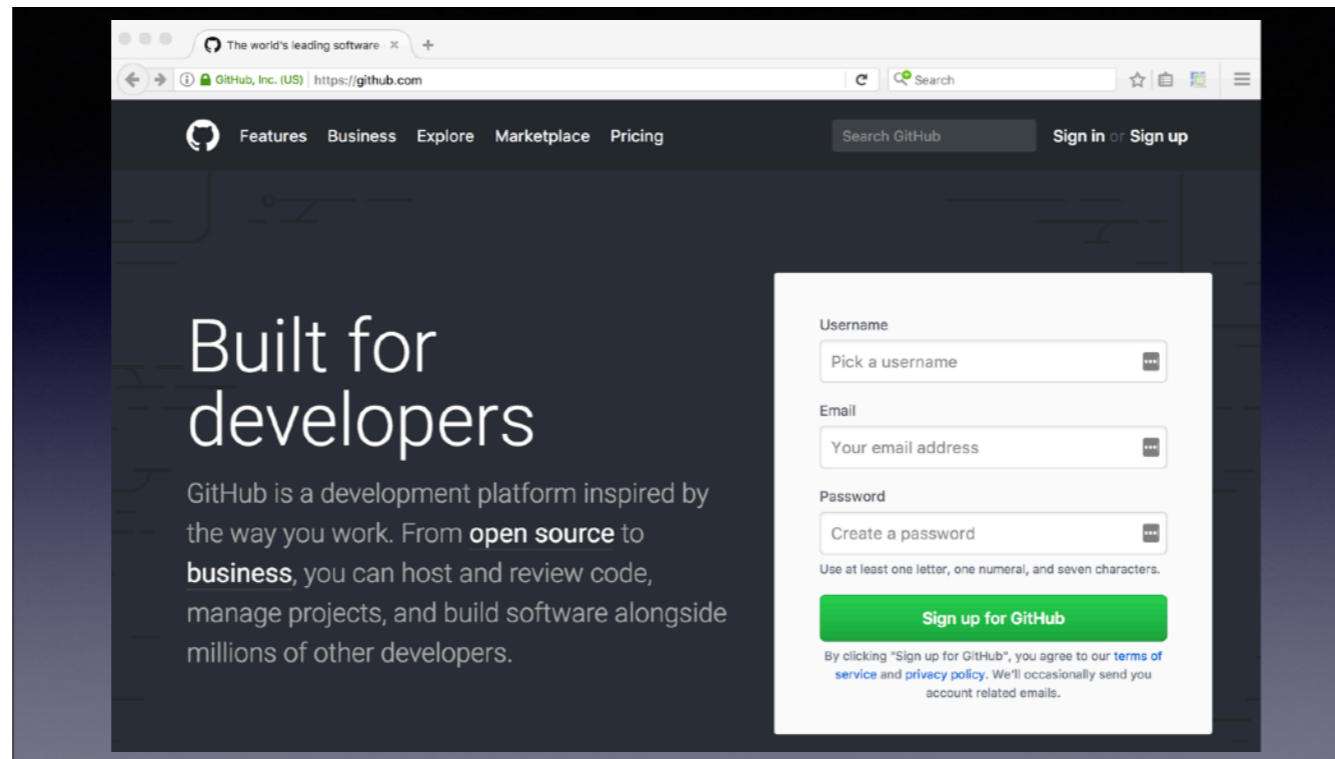 The world's leading software
GitHub, Inc. (US) https://github.com
Search
Features Business Explore Marketplace Pricing
Search GitHub
Sign in or Sign up
Built for
developers
GitHub is a development platform inspired by
the way you work. From open source to
business, you can host and review code,
manage projects, and build software alongside
millions of other developers.
Username
Pick a username
Email
Your email address
Password
Create a password
Use at least one letter, one numeral, and seven characters.
Sign up for GitHub
By clicking "Sign up for GitHub", you agree to our terms of
service and privacy policy. We'll occasionally send you
account related emails.